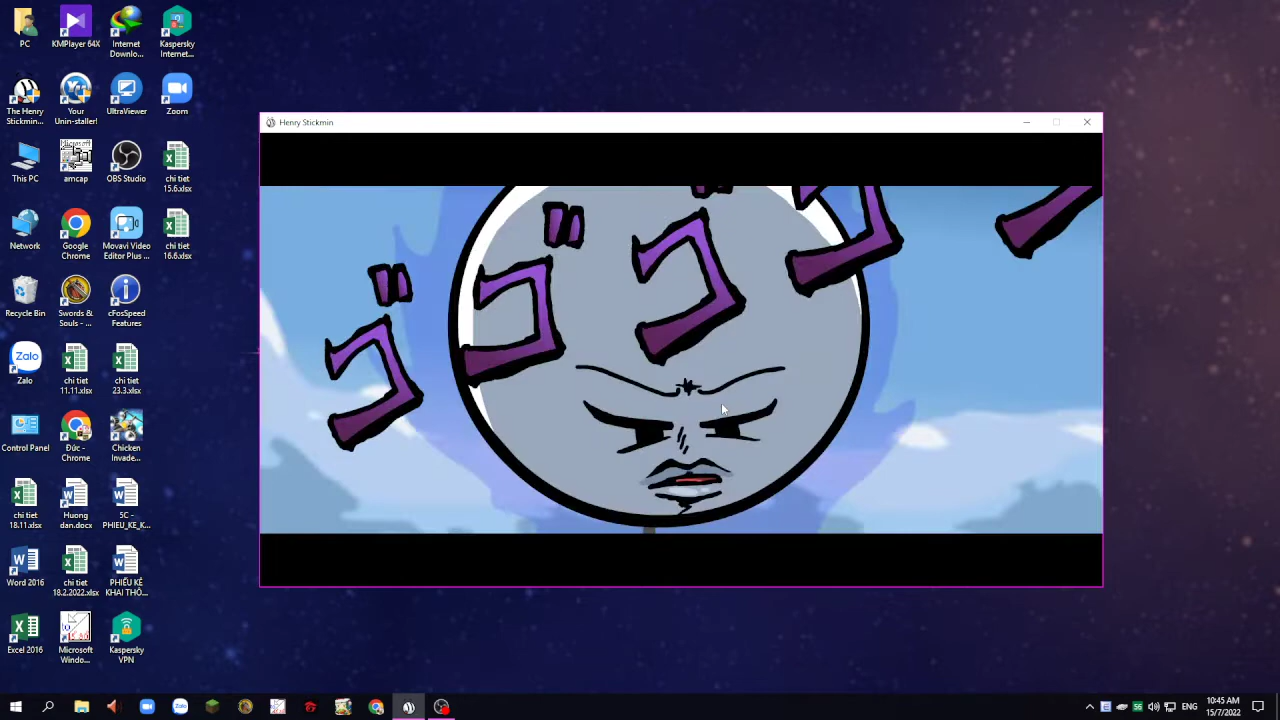 PC
KMPlayer 64X
Internet
Downlo...
Kaspersky
Internet...
The Henry
Stickmin...
Your
Unin-staller!
UltraViewer
Zoom
This PC
Microsoft
amcap
OBS Studio
chi tiet
15.6.xlsx
Network
Google
Chrome
Movavi Video
Editor Plus ...
chi tiet
16.6.xlsx
Recycle Bin
Swords &
Souls - ...
cFosSpeed
Features
Zalo
Zalo
chi tiet
11.11.xlsx
chi tiet
23.3.xlsx
Control Panel
Đức -
Chrome
Chicken
Invade...
chi tiet
18.11.xlsx
Huong
dan.docx
SC -
PHIEU_KE_K...
Word 2016
chi tiet
18.2.2022.xlsx
PHIẾU KÊ
KHAI THÔ...
Excel 2016
Microsoft
Windo...
Kaspersky
VPN
Henry Stickmin
ゴゴゴゴ
ENG
10:45 AM
15/7/2022